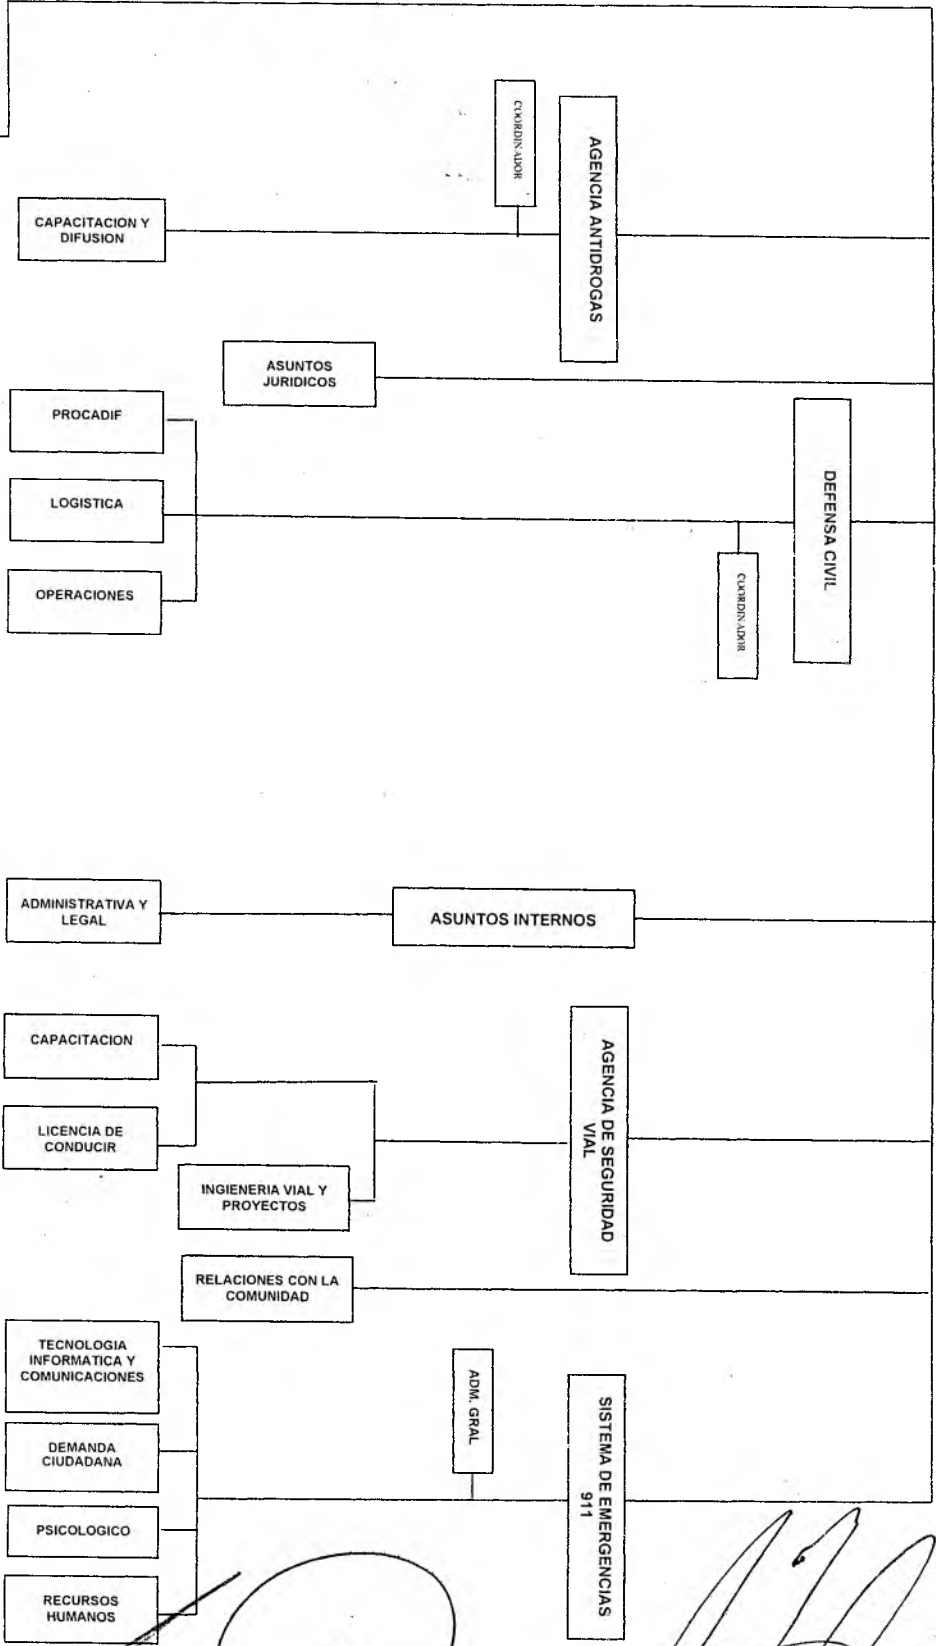 COORDINADOR
AGENCIA ANTIDROGAS
CAPACITACION Y
DIFUSION
ASUNTOS
JURIDICOS
PROCADIF
LOGISTICA
OPERACIONES
DEFENSA CIVIL
COORDINADOR
ADMINISTRATIVA Y
LEGAL
ASUNTOS INTERNOS
CAPACITACION
LICENCIA DE
CONDUCIR
INGIENERIA VIAL Y
PROYECTOS
AGENCIA DE SEGURIDAD
VIAL
RELACIONES CON LA
COMUNIDAD
TECNOLOGIA
INFORMATICA Y
COMUNICACIONES
DEMANDA
CIUDADANA
PSICOLOGICO
RECURSOS
HUMANOS
ADM. GRAL
SISTEMA DE EMERGENCIAS
911